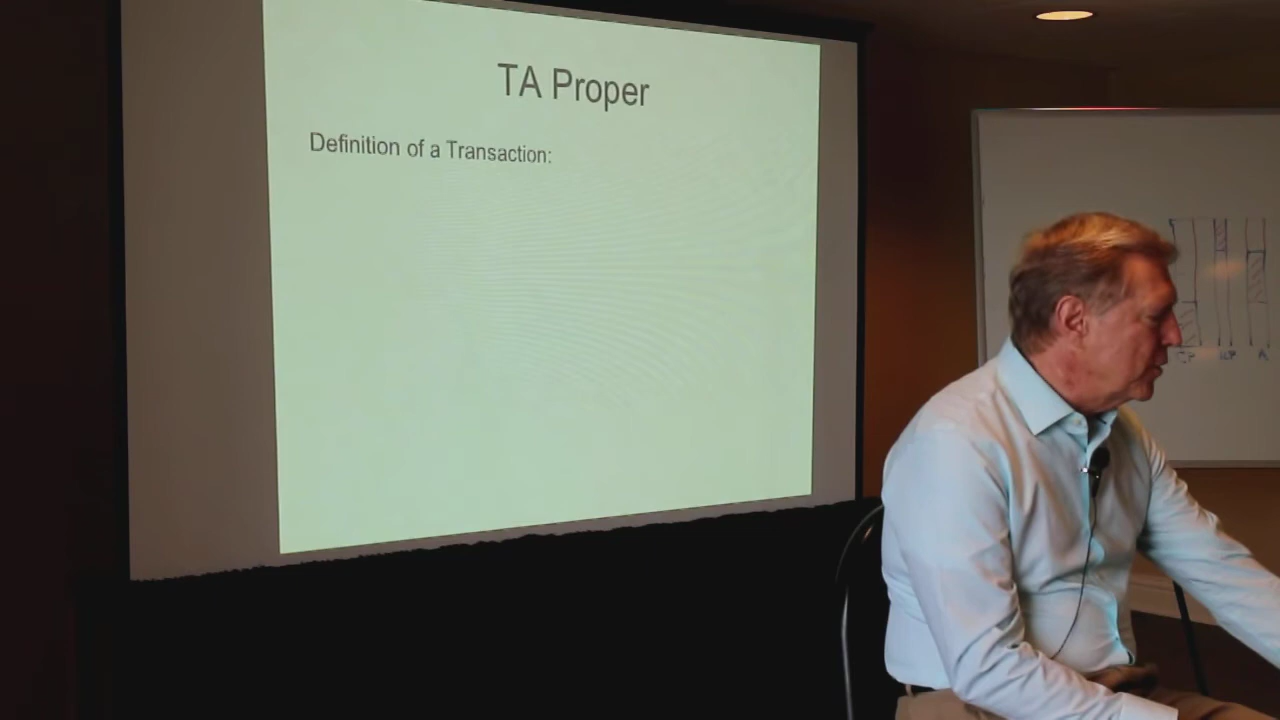 TA Proper
Definition of a Transaction:
A